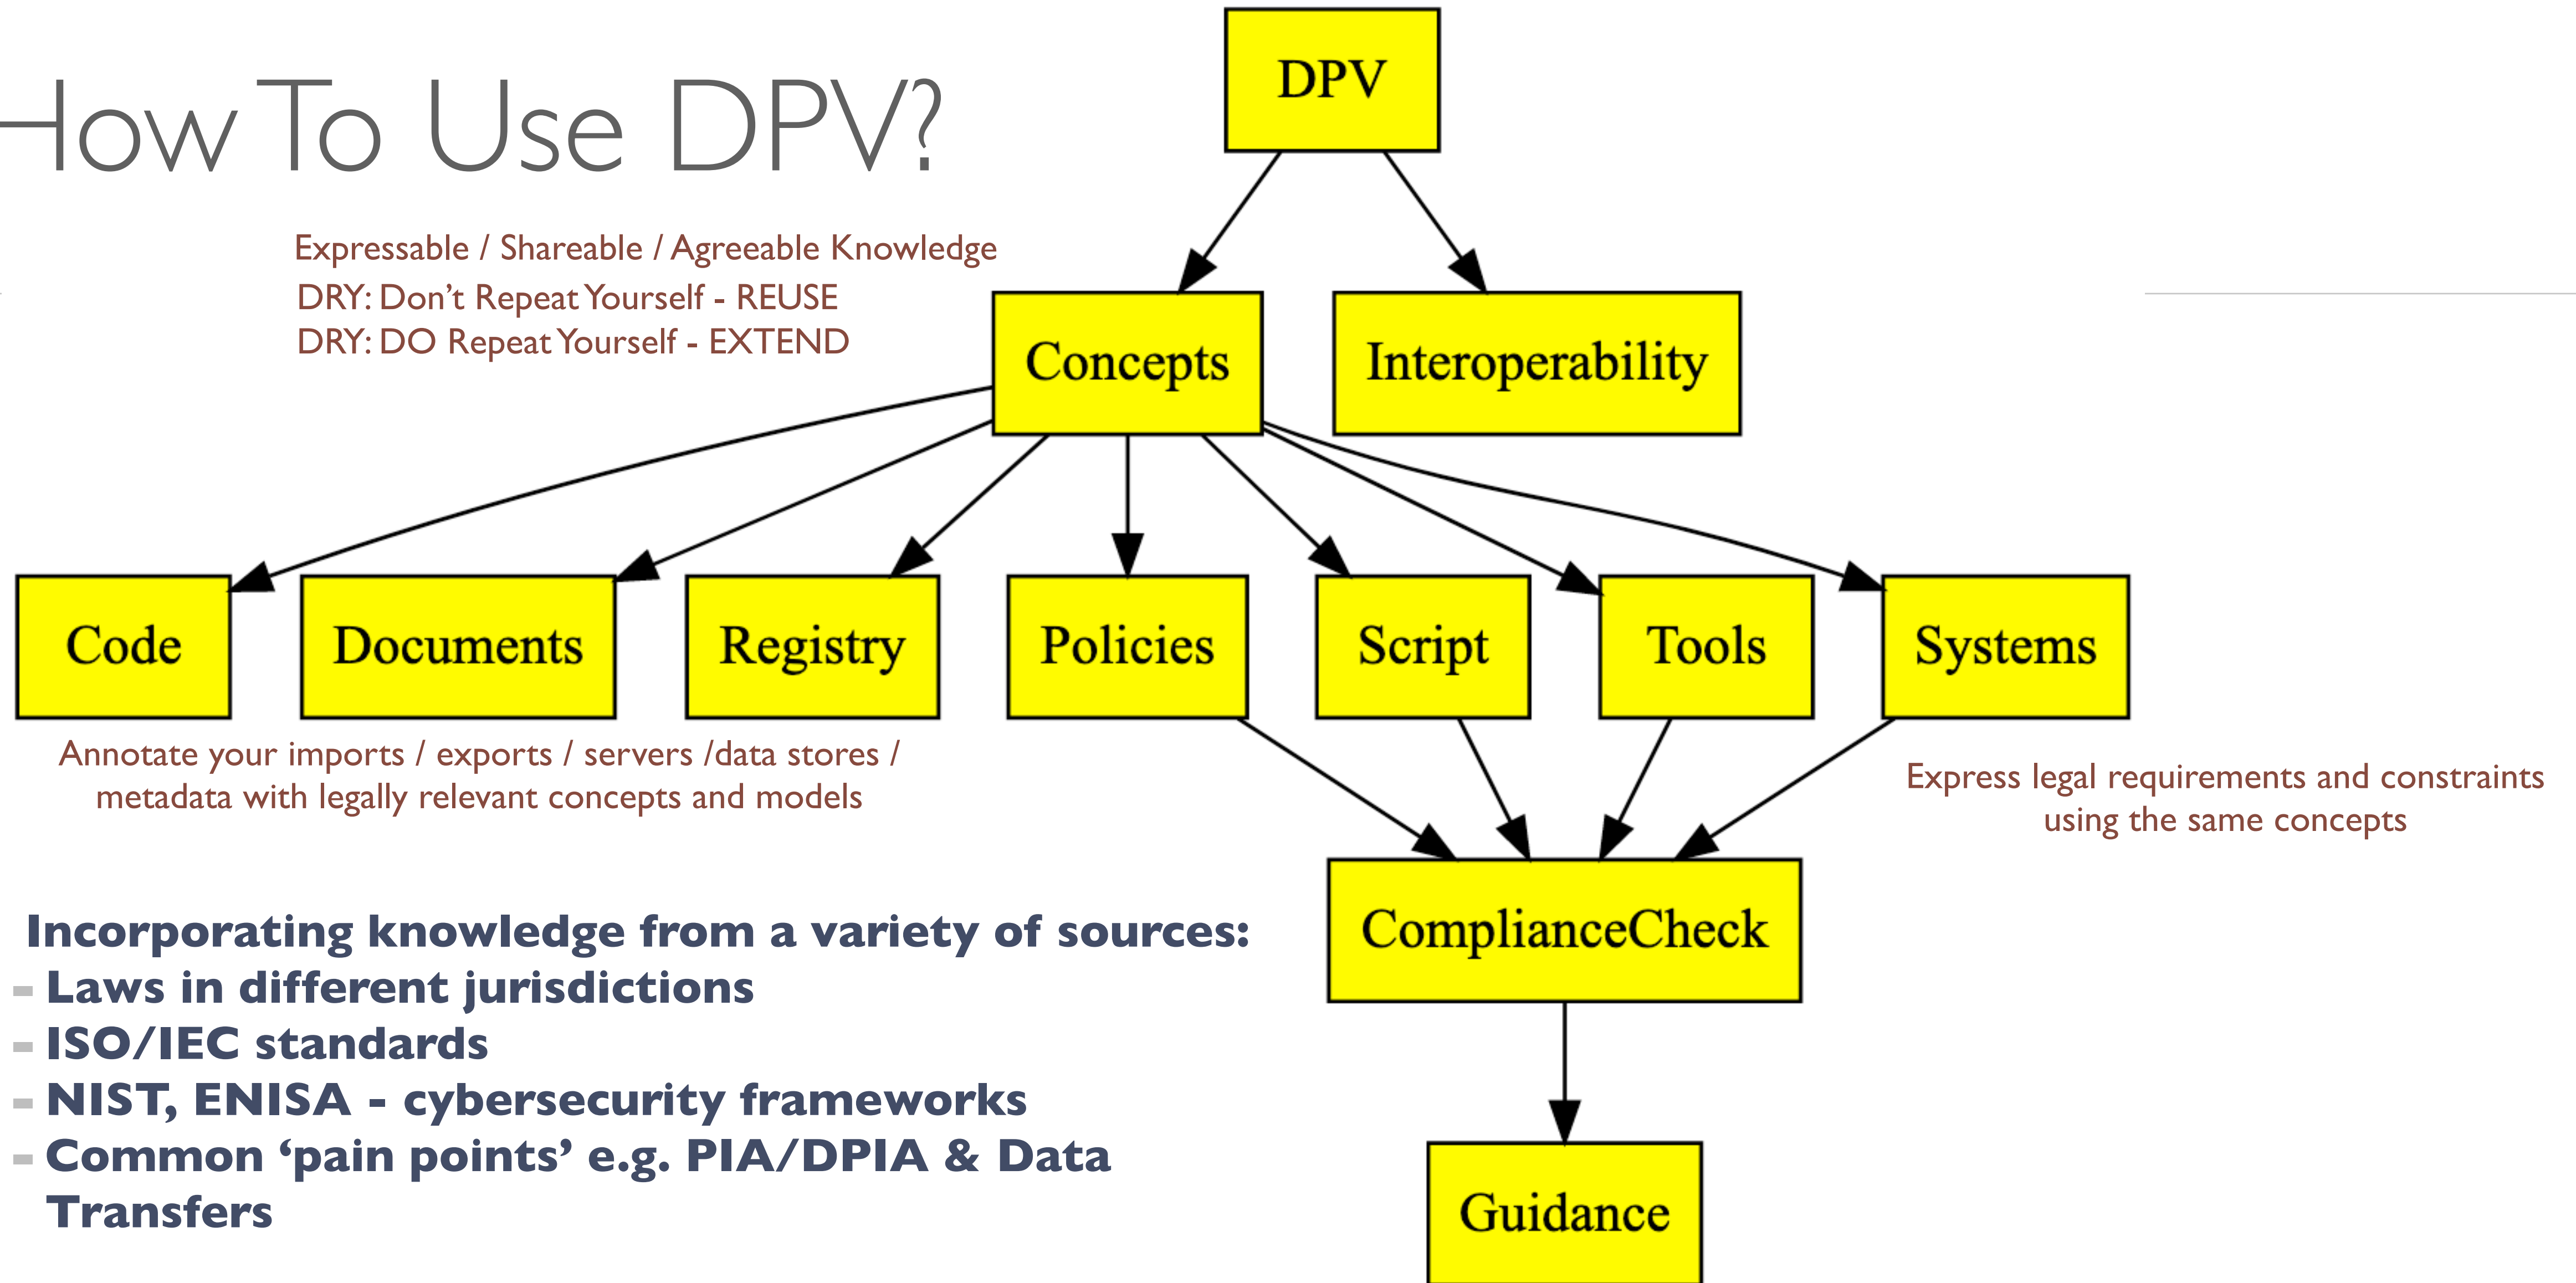 How To Use DPV?
DPV
Expressable / Shareable / Agreeable Knowledge
DRY: Don't Repeat Yourself - REUSE
DRY: DO Repeat Yourself - EXTEND
Concepts
Interoperability
Code
Documents
Registry
Policies
Script
Tools
Systems
Annotate your imports / exports / servers /data stores /
metadata with legally relevant concepts and models
Express legal requirements and constraints
using the same concepts
ComplianceCheck
Incorporating knowledge from a variety of sources:
- Laws in different jurisdictions
- ISO/IEC standards
- NIST, ENISA - cybersecurity frameworks
- Common ‘pain points’ e.g. PIA/DPIA & Data
Transfers
Guidance